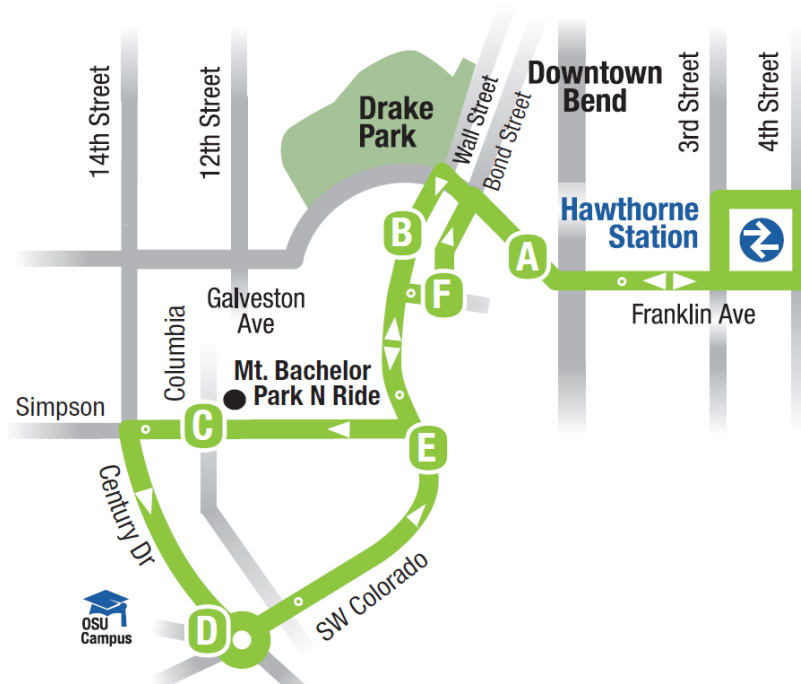 14th Street
12th Street
Drake
Park
Wall Street
Bond Street
Downtown
Bend
3rd Street
4th Street
Hawthorne
Station
B
A
F
Galveston
Ave
Franklin Ave
Columbia
Mt. Bachelor
Park N Ride
Simpson
C
E
Century Dr
SW Colorado
OSU
Campus
D